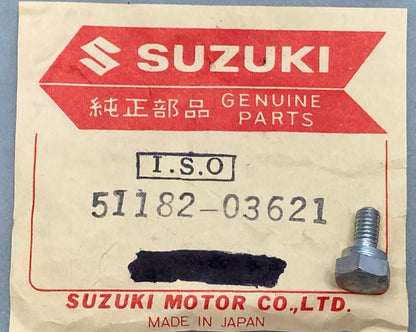 SUZUKI
純正部品 GENUINE PARTS
I.S.O
51182-03621
SUZUKI MOTOR CO.,LTD.
MADE IN JAPAN